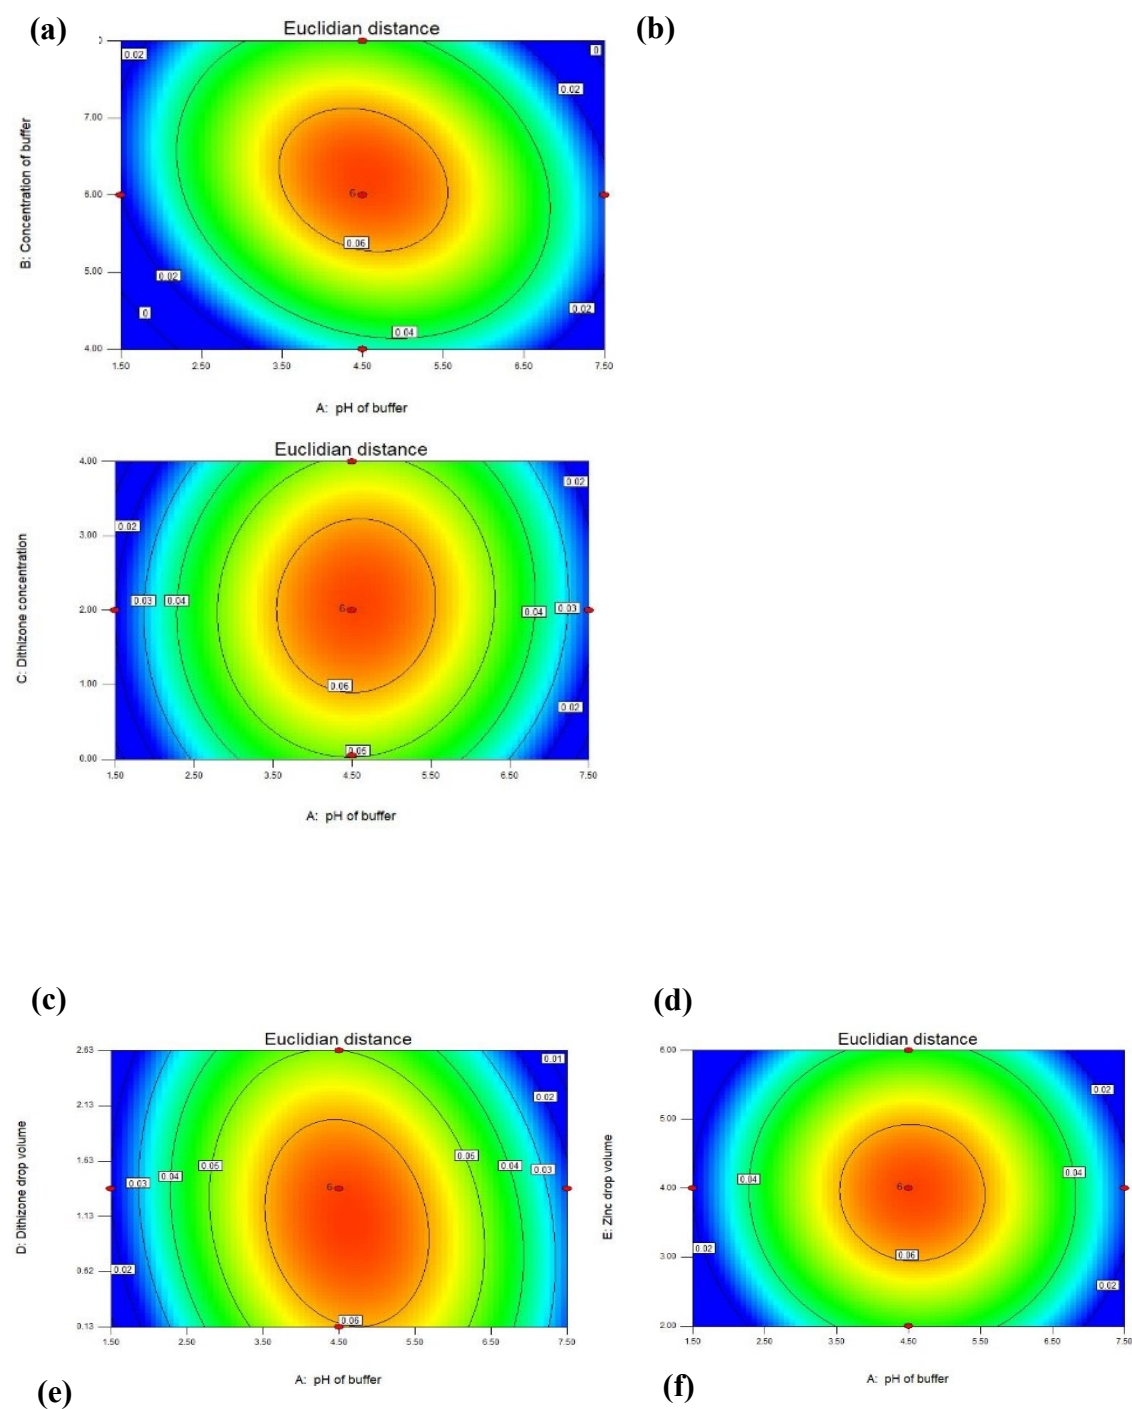 (a)
(b)
Euclidian distance
B: Concentration of buffer
7.00
6.00
5.00
4.00
0.02
0
0.02
6
0.06
0.02
0
0.02
0.04
1.50 2.50 3.50 4.50 5.50 6.50 7.50
A: pH of buffer
Euclidian distance
C: Dithizone concentration
4.00
3.00
2.00
1.00
0.00
0.02
0.02
0.03 0.04
6
0.04 0.03
0.06
0.02
0.05
1.50 2.50 3.50 4.50 5.50 6.50 7.50
A: pH of buffer
(c)
(d)
Euclidian distance
D: Dithizone drop volume
2.63
2.13
1.63
1.13
0.62
0.13
0.01
0.02
0.05
0.05
0.04
0.03
0.03
0.04
6
0.02
0.06
1.50 2.50 3.50 4.50 5.50 6.50 7.50
A: pH of buffer
Euclidian distance
E: Zinc drop volume
6.00
5.00
4.00
3.00
2.00
0.02
0.04
0.04
6
0.02
0.06
0.02
1.50 2.50 3.50 4.50 5.50 6.50 7.50
A: pH of buffer
(e)
(f)